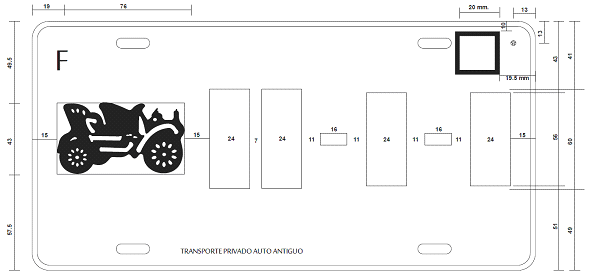 19 76 20 mm. 13
10 13
F ®
49.5 43 41
19.5 mm
15 15 24 7 24 11 16 11 24 11 16 11 24 15
43 56 60
57.5 51 49
TRANSPORTE PRIVADO AUTO ANTIGUO